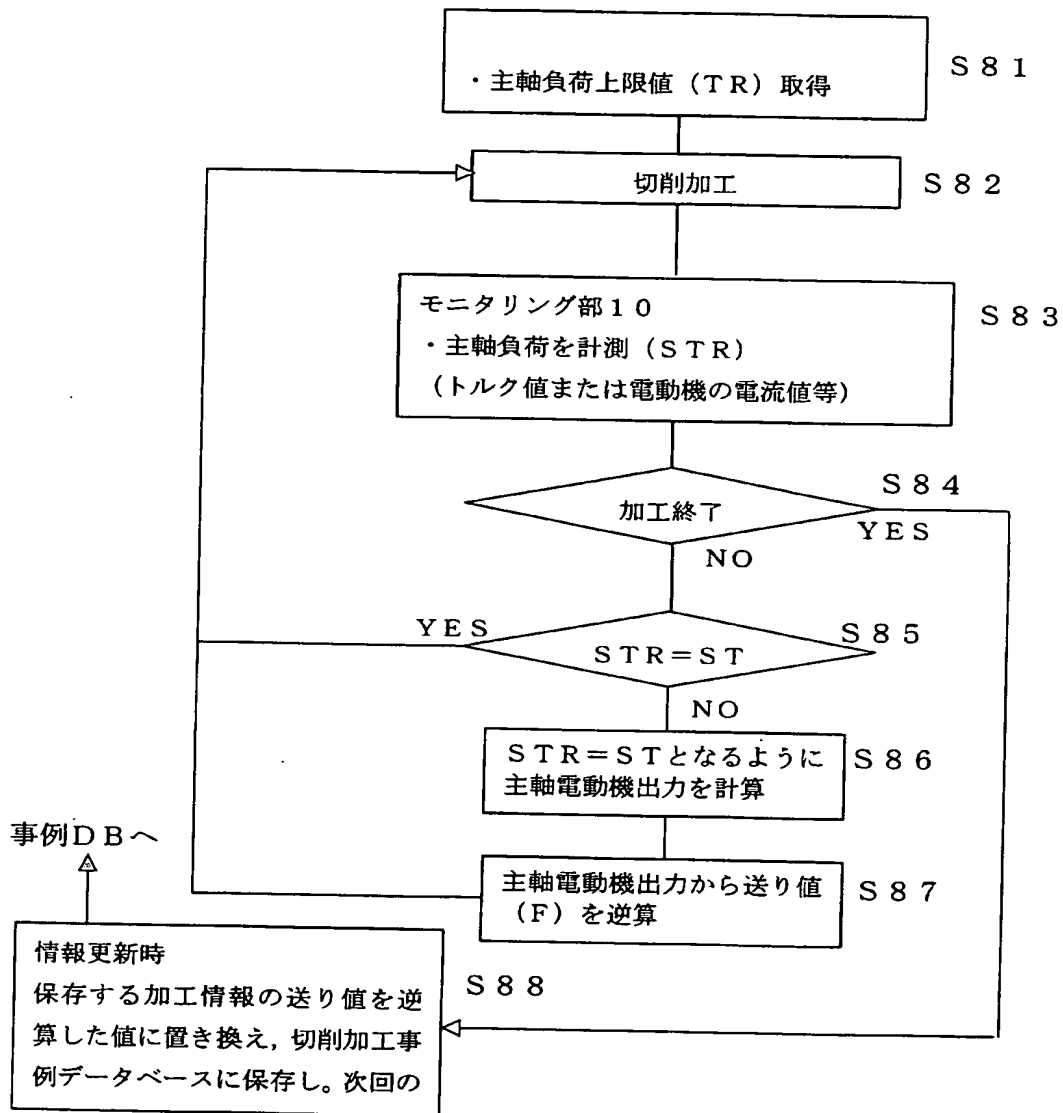 ・主軸負荷上限値（TR）取得
S81
切削加工
S82
モニタリング部10
・主軸負荷を計測（STR）
（トルク値または電動機の電流値等）
S83
加工終了
S84
YES
NO
STR＝ST
S85
YES
NO
STR＝STとなるように
主軸電動機出力を計算
S86
主軸電動機出力から送り値
（F）を逆算
S87
事例DBへ
情報更新時
保存する加工情報の送り値を逆
算した値に置き換え，切削加工事
例データベースに保存し。次回の
S88